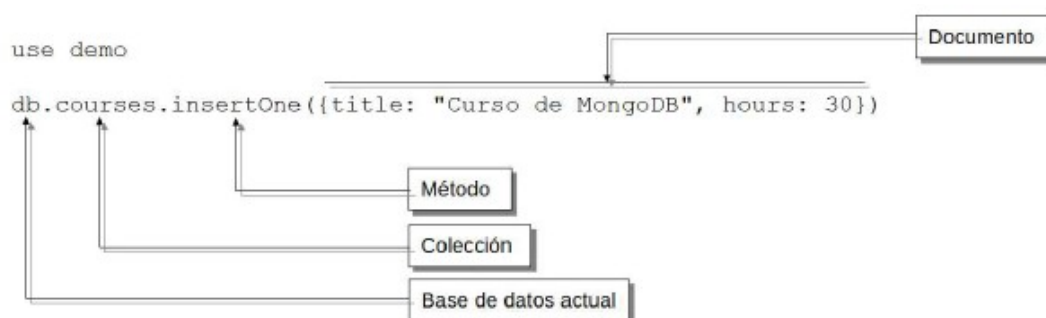 Documento
use demo
db.courses.insertOne({title: "Curso de MongoDB", hours: 30})
Método
Colección
Base de datos actual